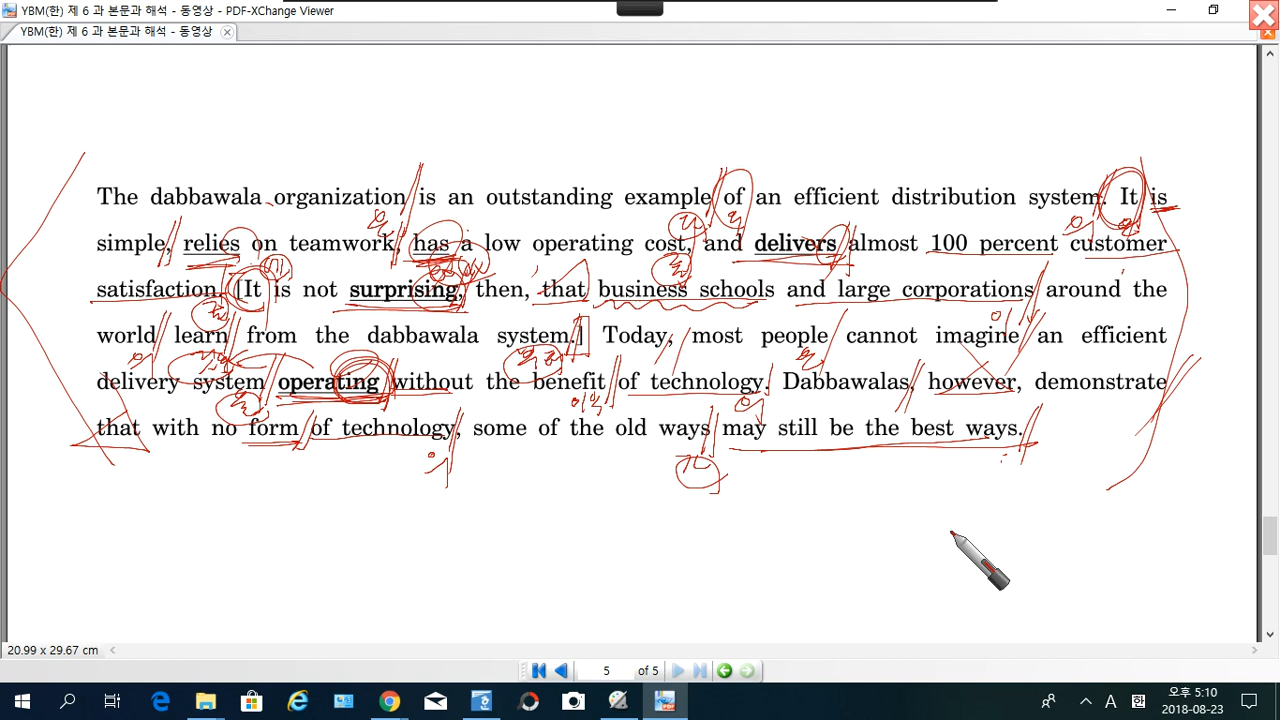 YBM(한) 제 6 과 본문과 해석 - 동영상 - PDF-XChange Viewer
YBM(한) 제 6 과 본문과 해석 - 동영상
The dabbawala organization is an outstanding example of an efficient distribution system. It is
simple, relies on teamwork, has a low operating cost, and delivers almost 100 percent customer
satisfaction. [It is not surprising, then, that business schools and large corporations around the
world learn from the dabbawala system.] Today, most people cannot imagine an efficient
delivery system operating without the benefit of technology. Dabbawalas, however, demonstrate
that with no form of technology, some of the old ways may still be the best ways.
20.99 x 29.67 cm
5 of 5
A 한 오후 5:10
2018-08-23